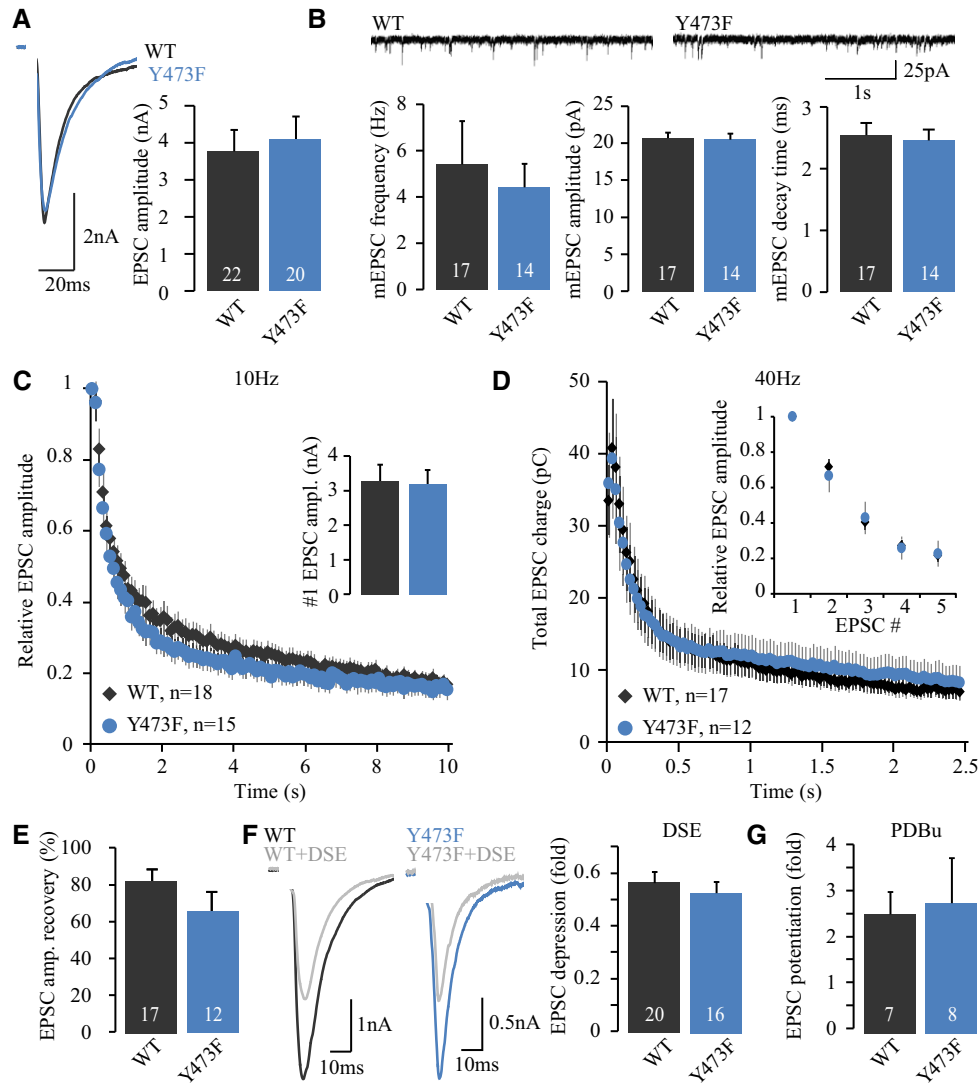 A
WT
Y473F
2nA
20ms
EPSC amplitude (nA)
5
4
3
2
1
0
22
20
WT
Y473F
B
WT
Y473F
25pA
1s
mEPSC frequency (Hz)
8
6
4
2
0
17
14
WT
Y473F
mEPSC amplitude (pA)
25
20
15
10
5
0
17
14
WT
Y473F
mEPSC decay time (ms)
3
2
1
0
17
14
WT
Y473F
C
10Hz
Relative EPSC amplitude
1
0.8
0.6
0.4
0.2
0
#1 EPSC ampl. (nA)
4
3
2
1
0
WT, n=18
Y473F, n=15
0
2
4
6
8
10
Time (s)
D
40Hz
Total EPSC charge (pC)
50
40
30
20
10
0
Relative EPSC amplitude
1
0.8
0.6
0.4
0.2
0
1
2
3
4
5
EPSC #
WT, n=17
Y473F, n=12
0
0.5
1
1.5
2
2.5
Time (s)
E
EPSC amp. recovery (%)
100
80
60
40
20
0
17
12
WT
Y473F
F
WT
WT+DSE
1nA
10ms
Y473F
Y473F+DSE
0.5nA
10ms
DSE
EPSC depression (fold)
0.6
0.4
0.2
0
20
16
WT
Y473F
G
PDBu
EPSC potentiation (fold)
4
3
2
1
0
7
8
WT
Y473F